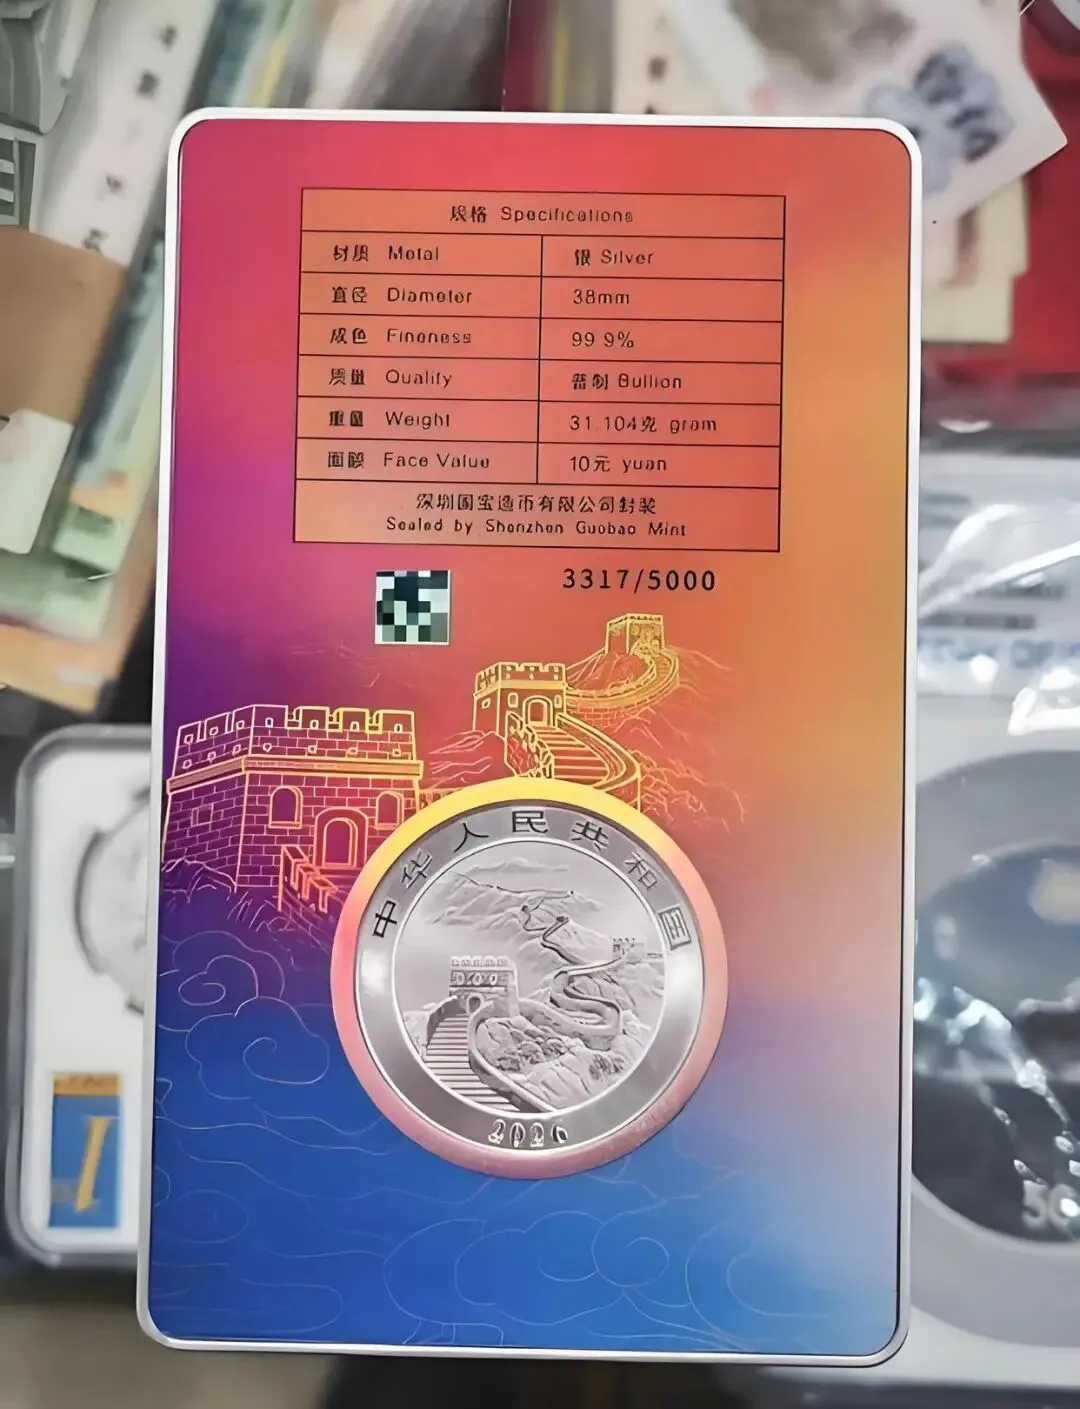 规格 Specifications
材质 Metal 银 Silver
直径 Diameter 38mm
成色 Fineness 99.9%
质量 Quality 普制 Bullion
重量 Weight 31.104克 gram
面额 Face Value 10元 yuan
深圳国宝造币有限公司封装
Sealed by Shenzhen Guobao Mint
3317/5000
中华人民共和国
2026